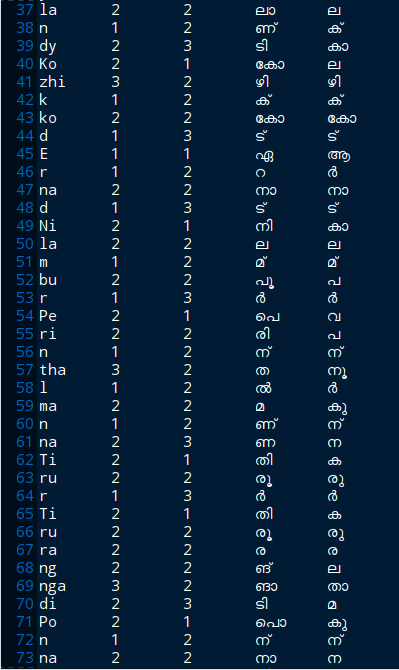 37 la 2 2 ലാ ല
38 n 1 2 ണ് ക്
39 dy 2 3 ടി കാ
40 Ko 2 1 കോ ല
41 zhi 3 2 ഴി ഴി
42 k 1 2 ക് ക്
43 ko 2 2 കോ കോ
44 d 1 3 ട് ട്
45 E 1 1 ഏ ആ
46 r 1 2 റ ർ
47 na 2 2 നാ നാ
48 d 1 3 ട് ട്
49 Ni 2 1 നി കാ
50 la 2 2 ല ല
51 m 1 2 മ് മ്
52 bu 2 2 പൂ പ
53 r 1 3 ർ ർ
54 Pe 2 1 പെ വ
55 ri 2 2 രി പ
56 n 1 2 ന് ന്
57 tha 3 2 ത നൂ
58 l 1 2 ൽ ർ
59 ma 2 2 മ കു
60 n 1 2 ണ് ന്
61 na 2 3 ണ ന
62 Ti 2 1 തി ക
63 ru 2 2 രൂ രു
64 r 1 3 ർ ർ
65 Ti 2 1 തി ക
66 ru 2 2 രൂ രു
67 ra 2 2 ര ര
68 ng 2 2 ങ് ല
69 nga 3 2 ങാ താ
70 di 2 3 ടി മ
71 Po 2 1 പൊ കു
72 n 1 2 ന് ന്
73 na 2 2 നാ ന